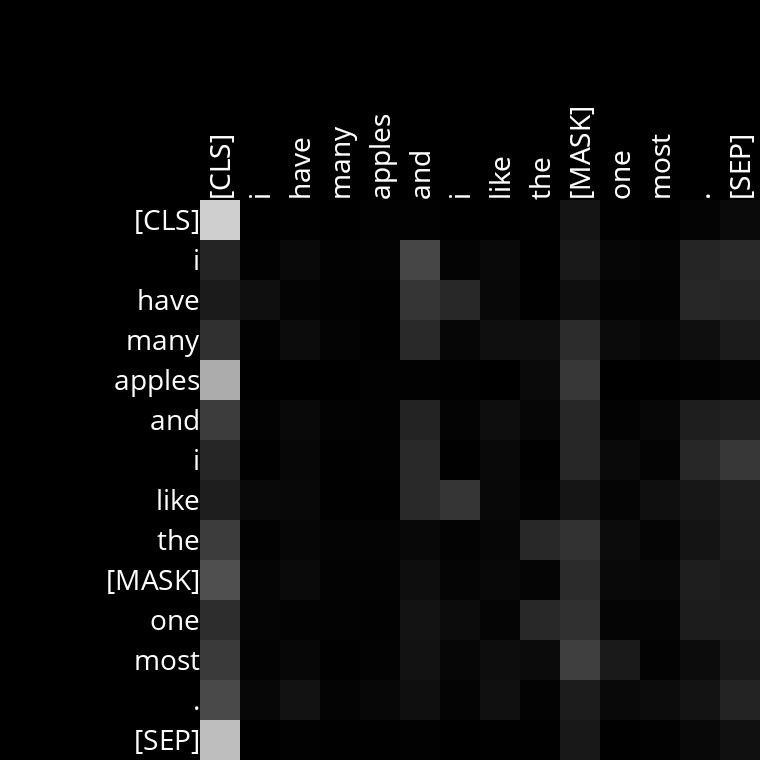 [CLS] i have many apples and i like the [MASK] one most . [SEP]
[CLS]
i
have
many
apples
and
i
like
the
[MASK]
one
most
.
[SEP]